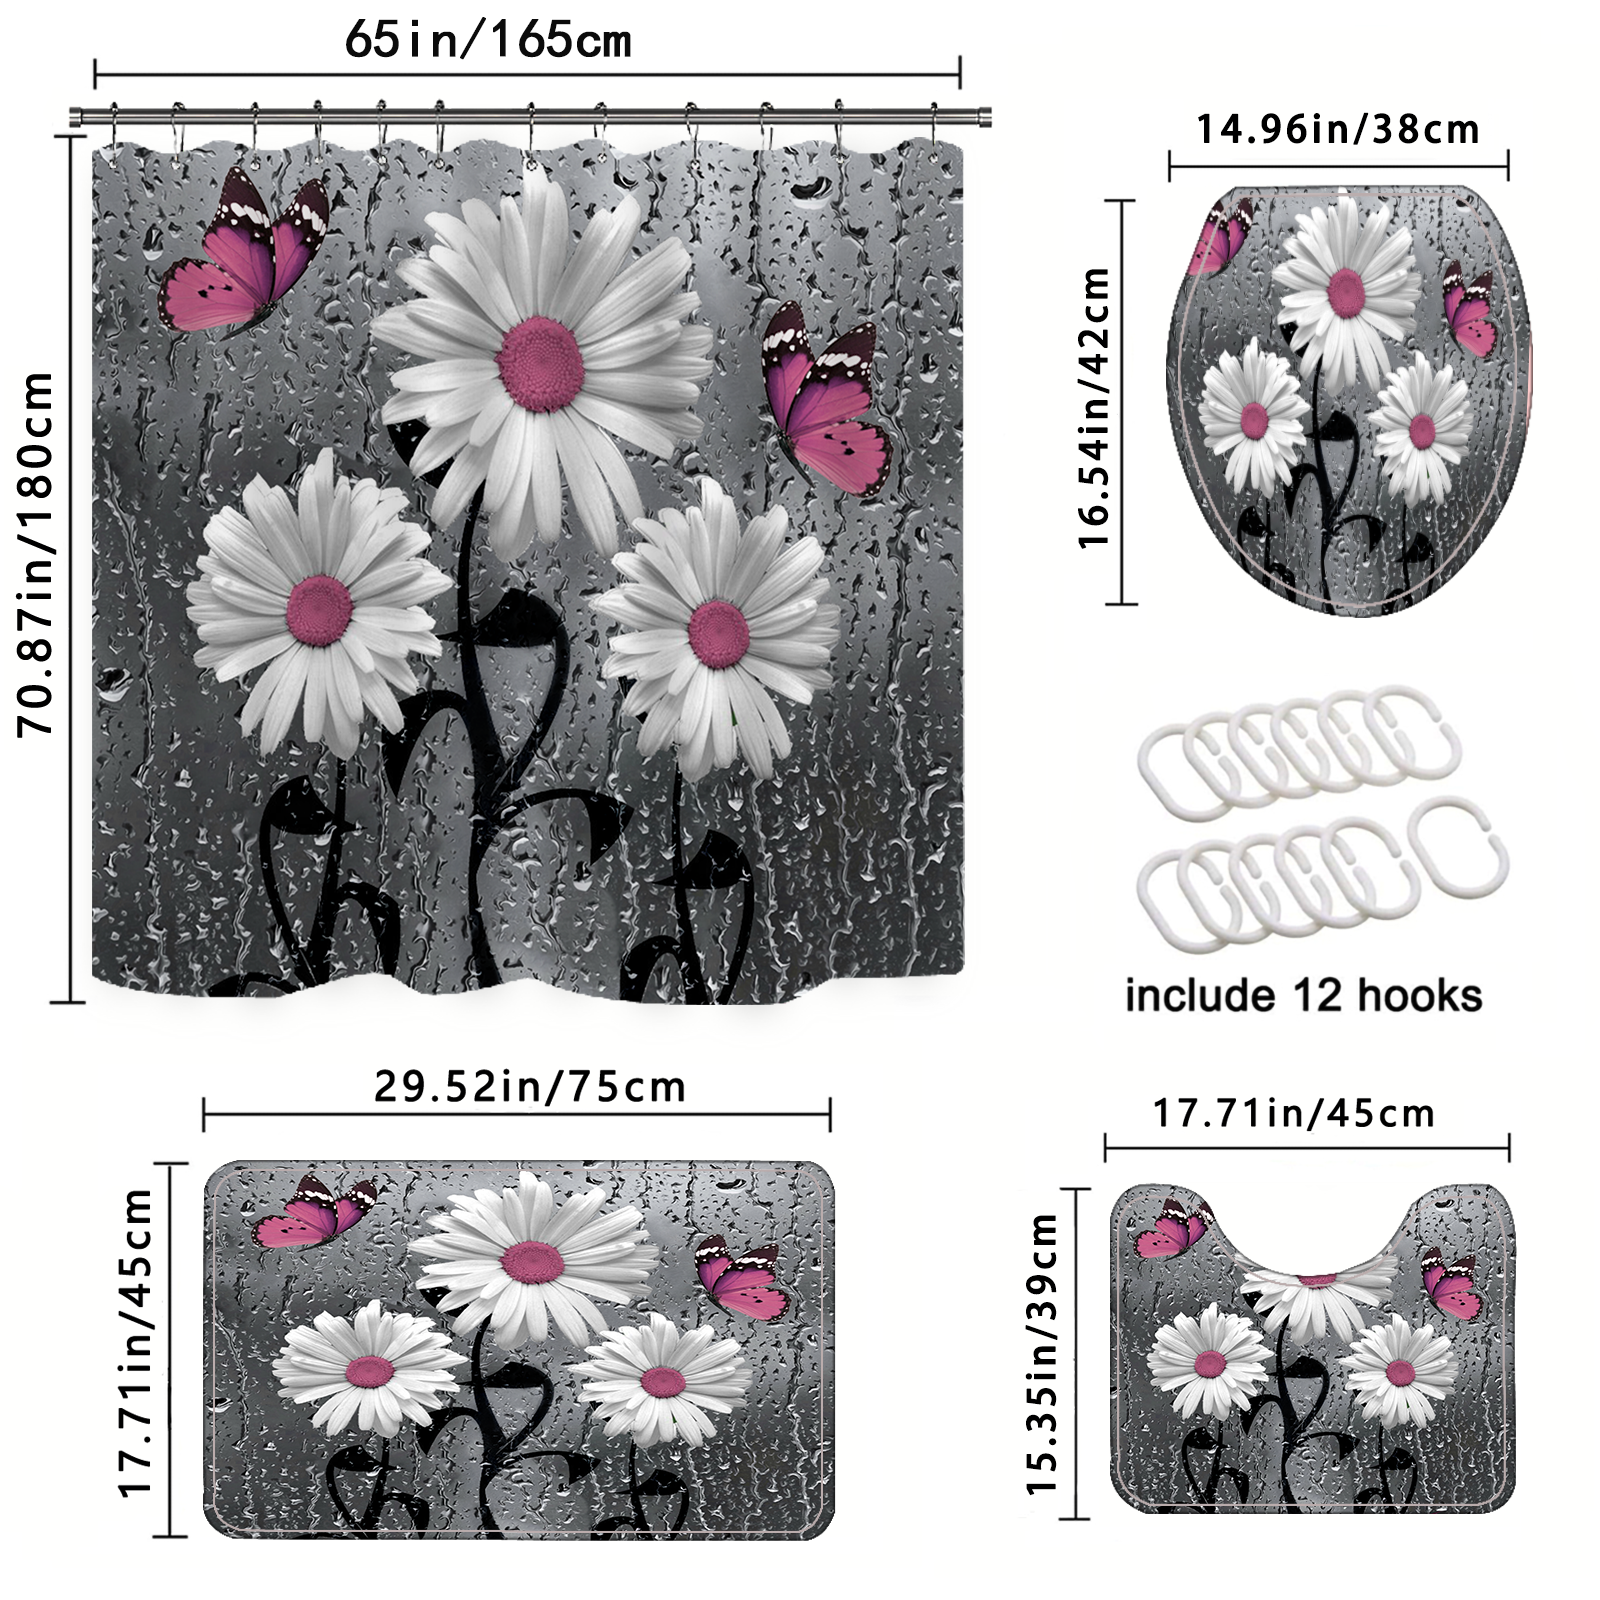 65in/165cm
14.96in/38cm
70.87in/180cm
16.54in/42cm
include 12 hooks
29.52in/75cm
17.71in/45cm
17.71in/45cm
15.35in/39cm